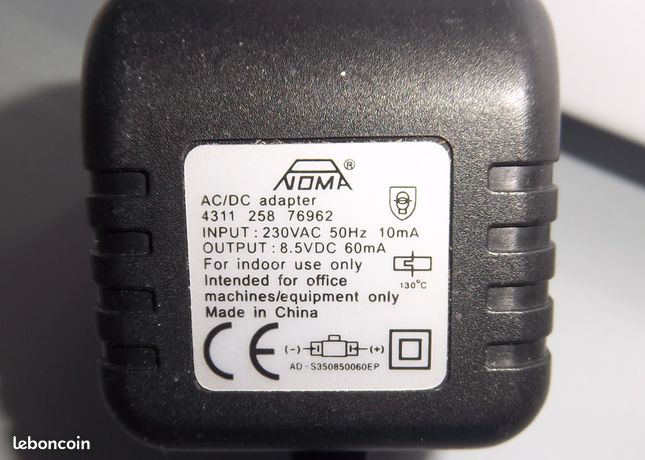 NOMA ®
AC/DC adapter
4311 258 76962
INPUT : 230VAC 50Hz 10mA
OUTPUT : 8.5VDC 60mA
For indoor use only
130°C
Intended for office
machines/equipment only
Made in China
CE
(-) (+)
AD-S350850060EP
leboncoin